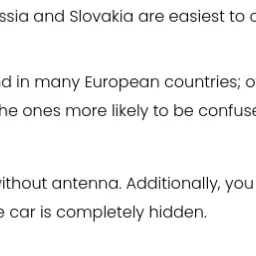 ssia and Slovakia are easiest to
d in many European countries;
he ones more likely to be confuse
ithout antenna. Additionally, you
car is completely hidden.